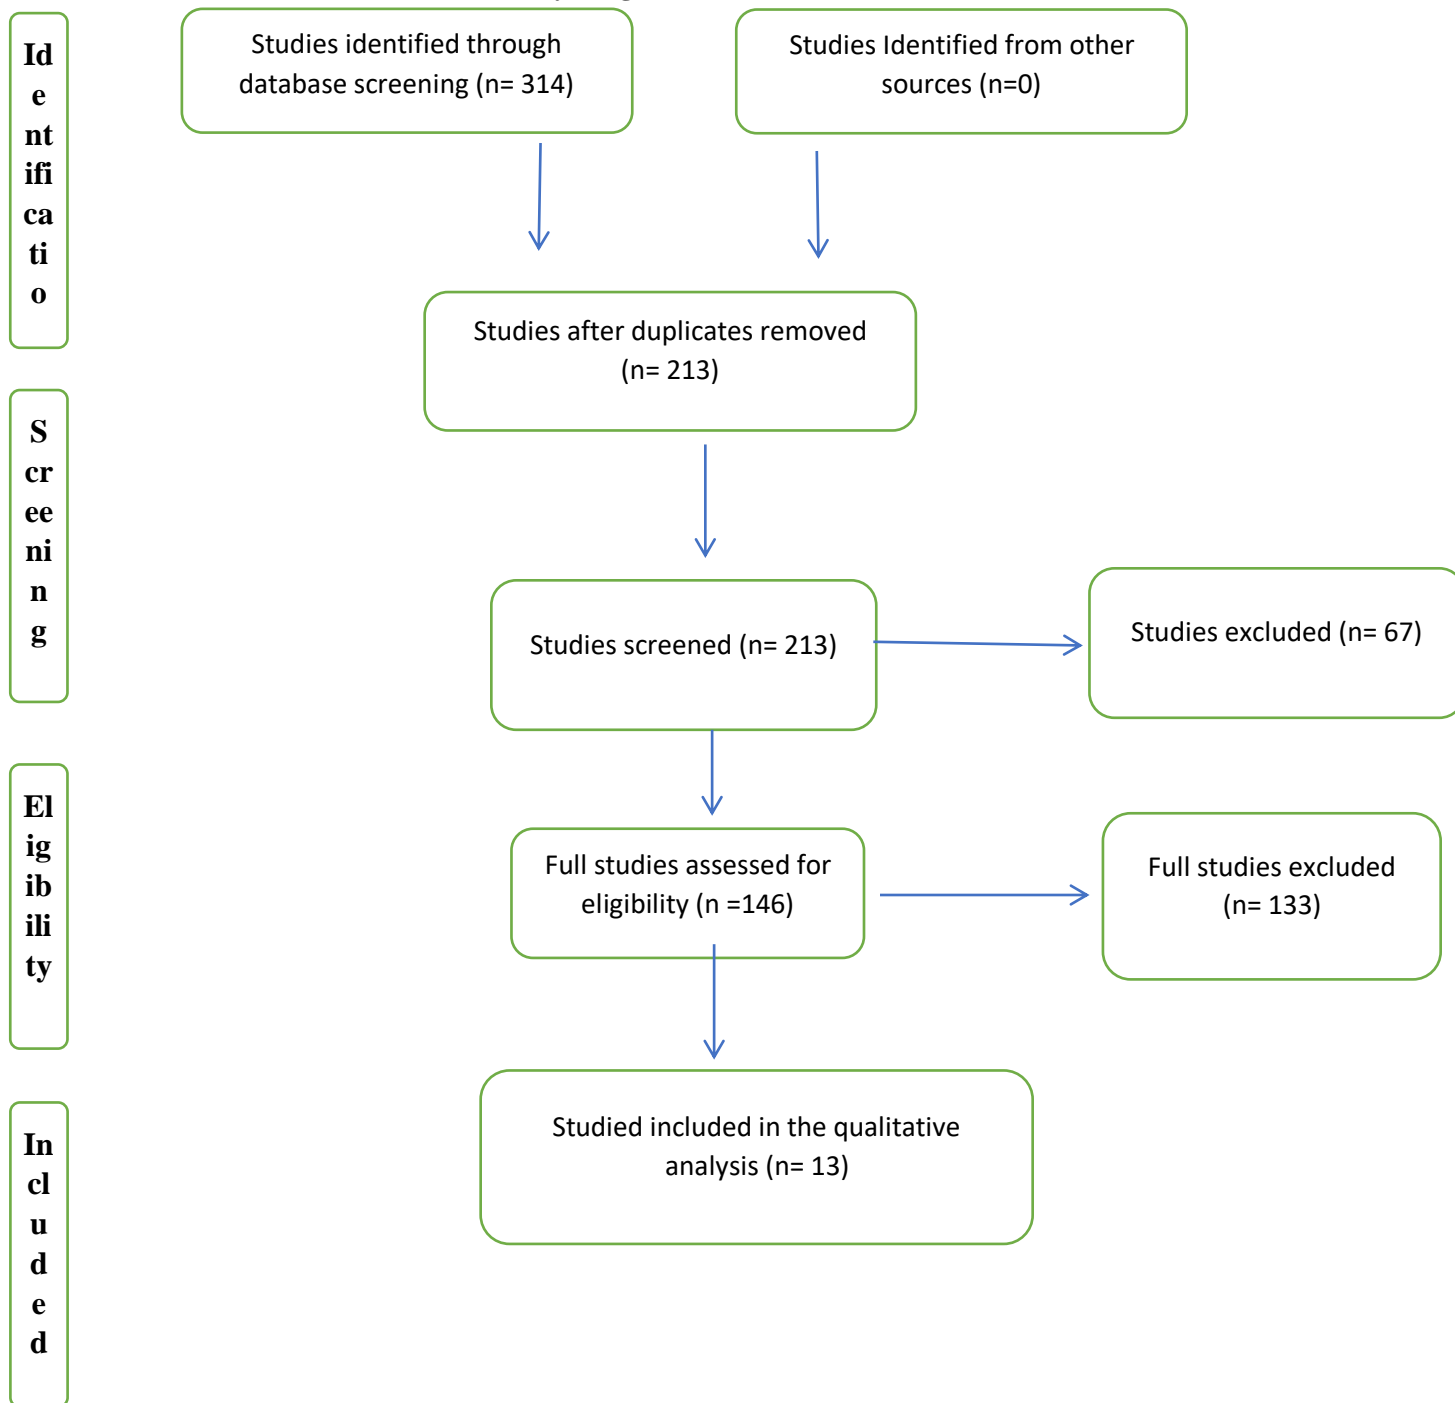 Id
e
nt
ifi
ca
ti
o
Studies identified through
database screening (n= 314)
Studies Identified from other
sources (n=0)
Studies after duplicates removed
(n= 213)
S
cr
ee
ni
n
g
Studies screened (n= 213)
Studies excluded (n= 67)
El
ig
ib
ili
ty
Full studies assessed for
eligibility (n =146)
Full studies excluded
(n= 133)
In
cl
u
d
e
d
Studied included in the qualitative
analysis (n= 13)